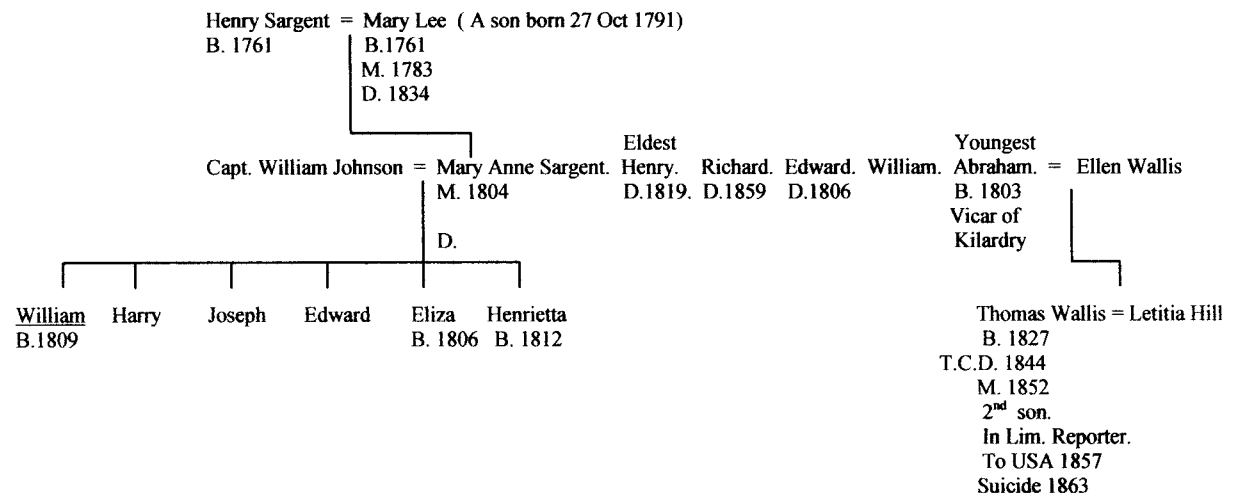 Henry Sargent = Mary Lee ( A son born 27 Oct 1791)
B. 1761 B.1761
M. 1783
D. 1834
Eldest Youngest
Capt. William Johnson = Mary Anne Sargent. Henry. Richard. Edward. William. Abraham. = Ellen Wallis
M. 1804 D.1819. D.1859 D.1806 B. 1803
Vicar of
D. Kilardry
William Harry Joseph Edward Eliza Henrietta Thomas Wallis = Letitia Hill
B.1809 B. 1806 B. 1812 B. 1827
T.C.D. 1844
M. 1852
2nd son.
In Lim. Reporter.
To USA 1857
Suicide 1863